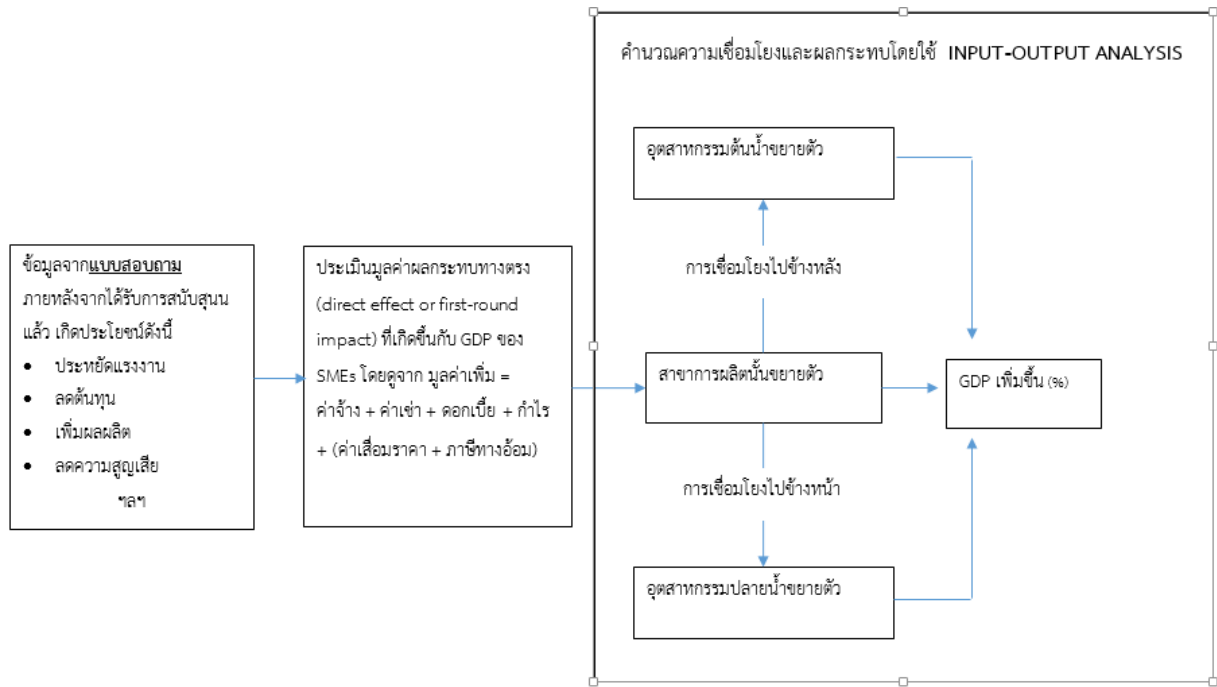 คำนวณความเชื่อมโยงและผลกระทบโดยใช้ INPUT-OUTPUT ANALYSIS
ข้อมูลจากแบบสอบถาม
ภายหลังจากได้รับการสนับสุนน
แล้ว เกิดประโยชน์ดังนี้
• ประหยัดแรงงาน
• ลดต้นทุน
• เพิ่มผลผลิต
• ลดความสูญเสีย
ฯลฯ
ประเมินมูลค่าผลกระทบทางตรง
(direct effect or first-round
impact) ที่เกิดขึ้นกับ GDP ของ
SMEs โดยดูจาก มูลค่าเพิ่ม =
ค่าจ้าง + ค่าเช่า + ดอกเบี้ย + กำไร
+ (ค่าเสื่อมราคา + ภาษีทางอ้อม)
อุตสาหกรรมต้นน้ำขยายตัว
การเชื่อมโยงไปข้างหลัง
สาขาการผลิตนั้นขยายตัว
การเชื่อมโยงไปข้างหน้า
อุตสาหกรรมปลายน้ำขยายตัว
GDP เพิ่มขึ้น (%)